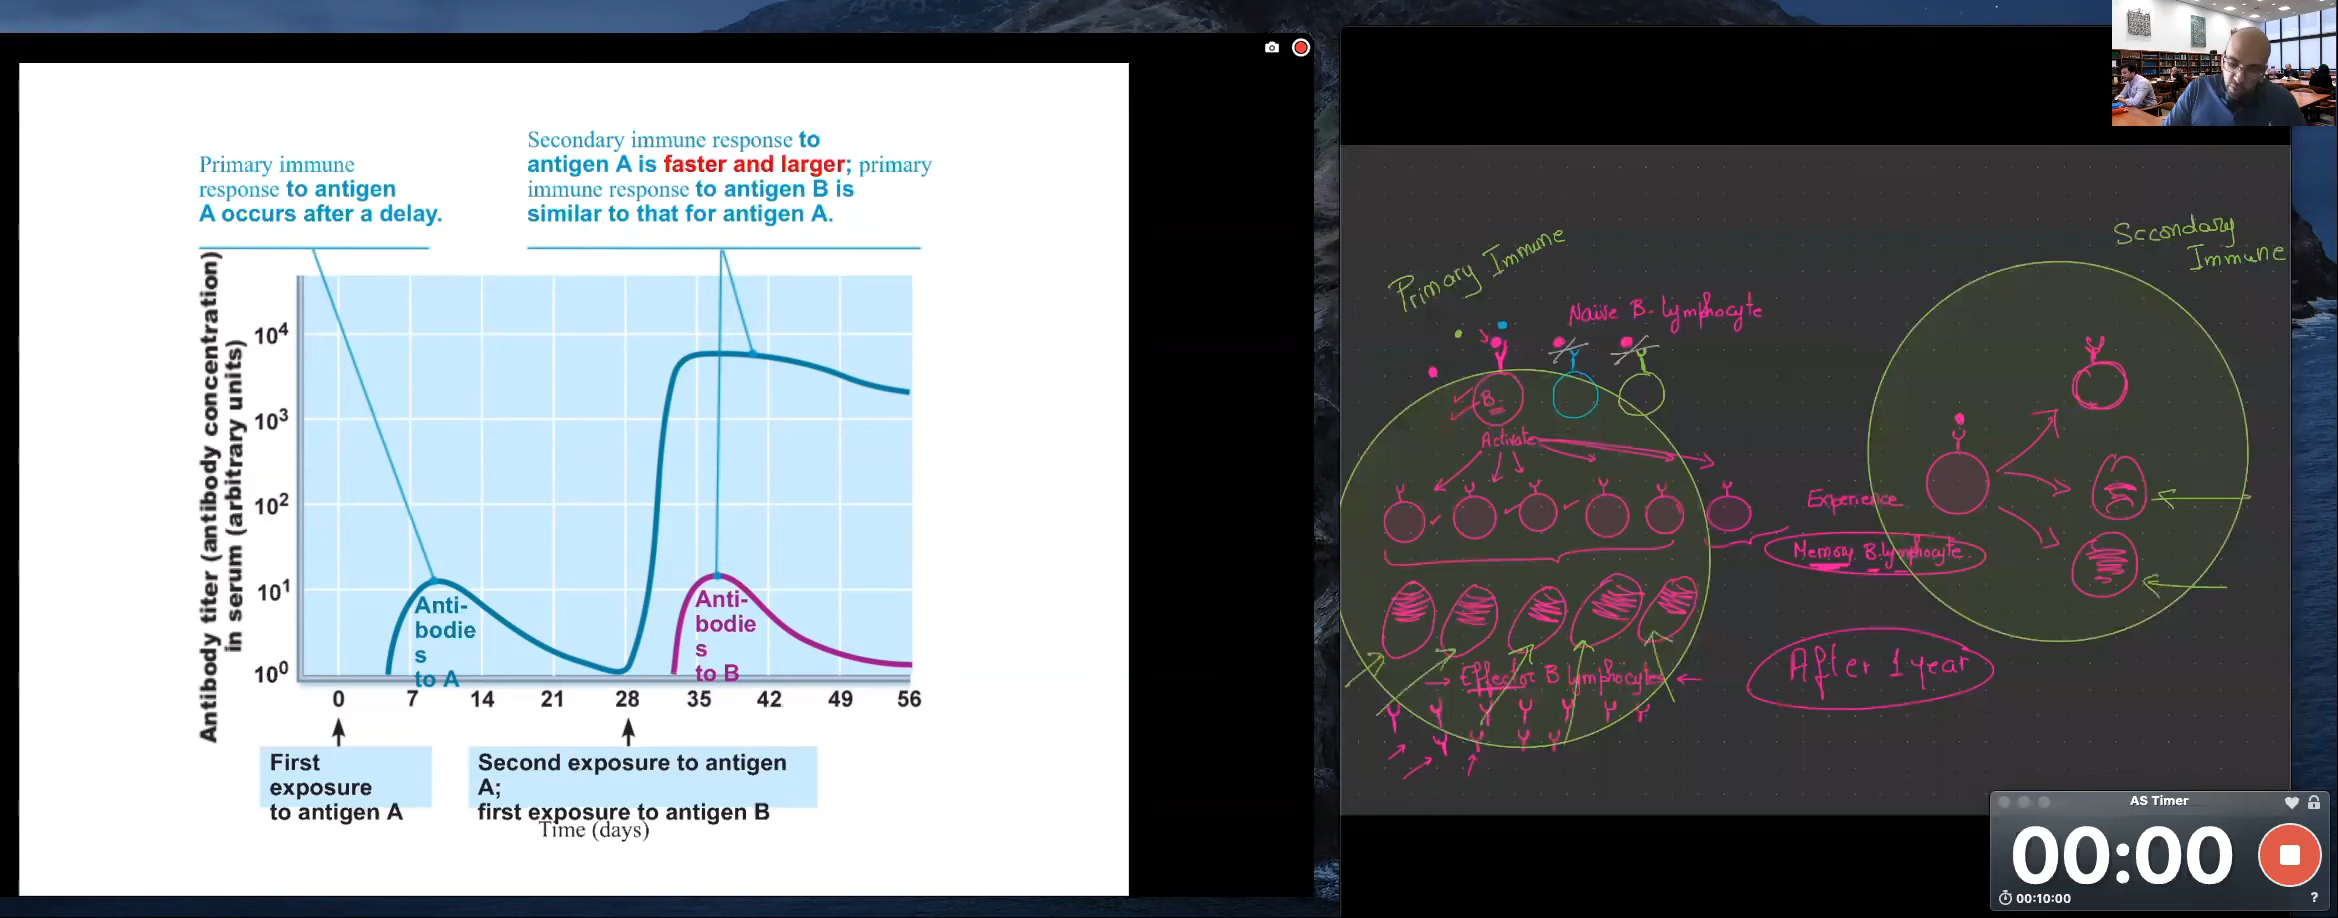 Primary immune
response to antigen
A occurs after a delay.
Secondary immune response to
antigen A is faster and larger; primary
immune response to antigen B is
similar to that for antigen A.
Antibody titer (antibody concentration)
in serum (arbitrary units)
10⁴
10³
10²
10¹
10⁰
Anti-
bodie
s
to A
Anti-
bodie
s
to B
0 7 14 21 28 35 42 49 56
First
exposure
to antigen A
Second exposure to antigen
A;
first exposure to antigen B
Time (days)
Primary Immune
Naive B-lymphocyte
B
Activate
Experience
Memory B.lymphocyte
Effector B lymphocytes
After 1 year
Secondary
Immune
AS Timer
00:00
00:10:00
?